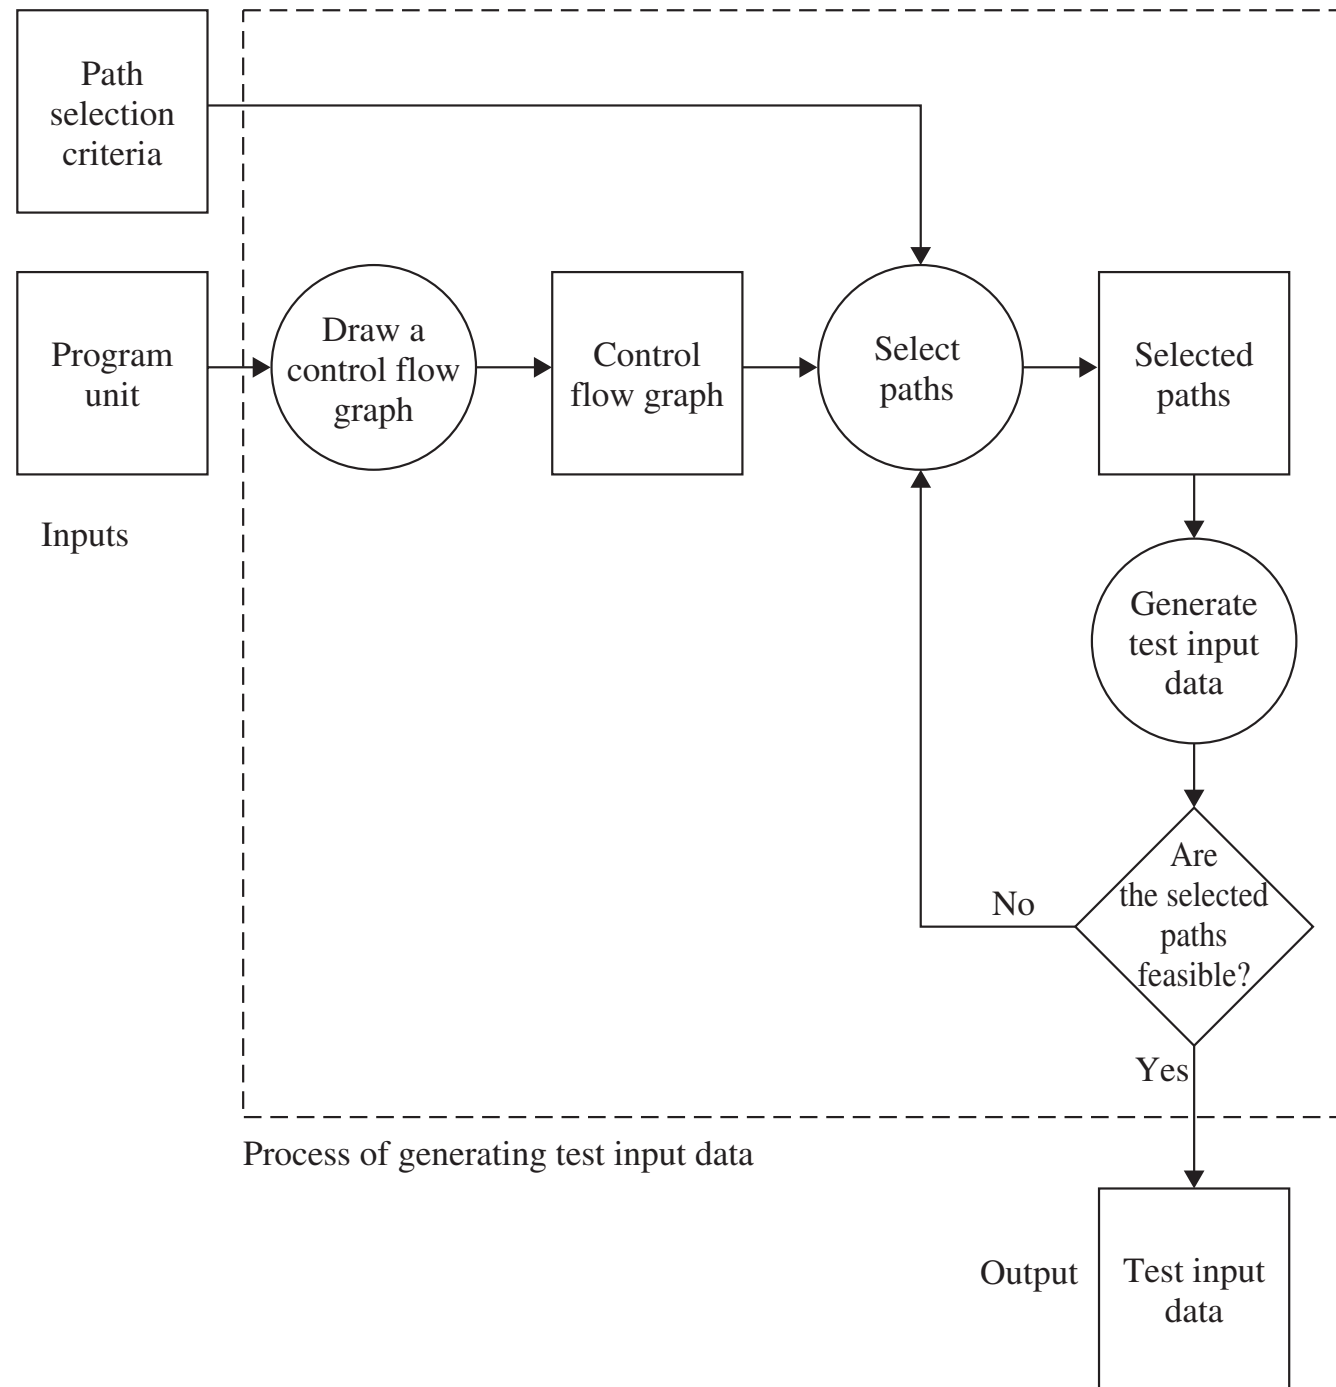 Path
selection
criteria
Program
unit
Inputs
Draw a
control flow
graph
Control
flow graph
Select
paths
Selected
paths
Generate
test input
data
Are
the selected
paths
feasible?
No
Yes
Process of generating test input data
Output
Test input
data